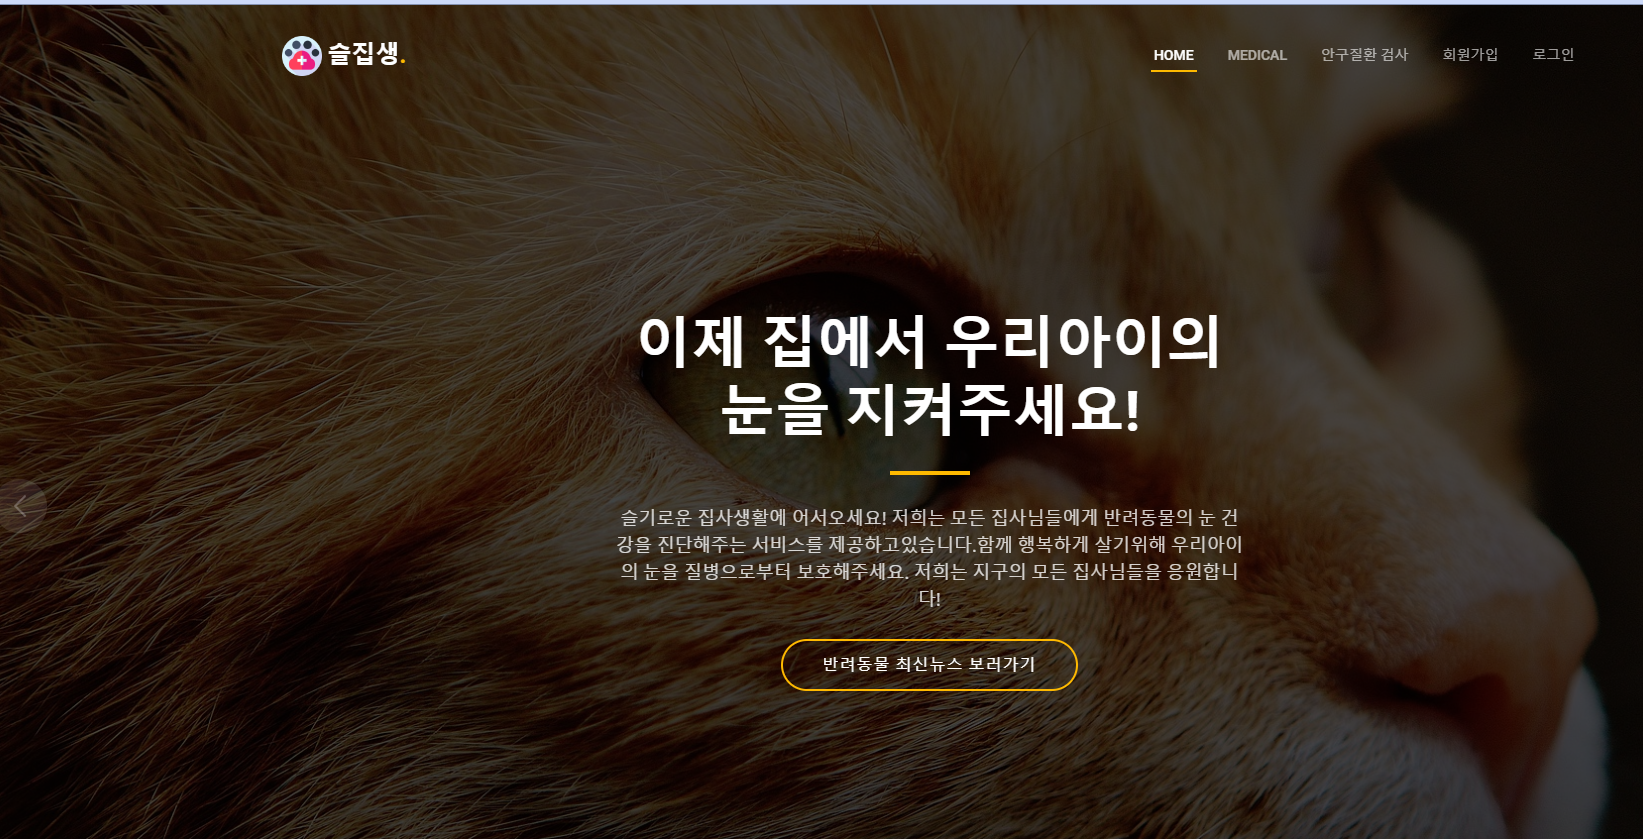 슬집생.
HOME
MEDICAL
안구질환 검사
회원가입
로그인
이제 집에서 우리아이의
눈을 지켜주세요!
슬기로운 집사생활에 어서오세요! 저희는 모든 집사님들에게 반려동물의 눈 건
강을 진단해주는 서비스를 제공하고있습니다.함께 행복하게 살기위해 우리아이
의 눈을 질병으로부터 보호해주세요. 저희는 지구의 모든 집사님들을 응원합니
다!
반려동물 최신뉴스 보러가기